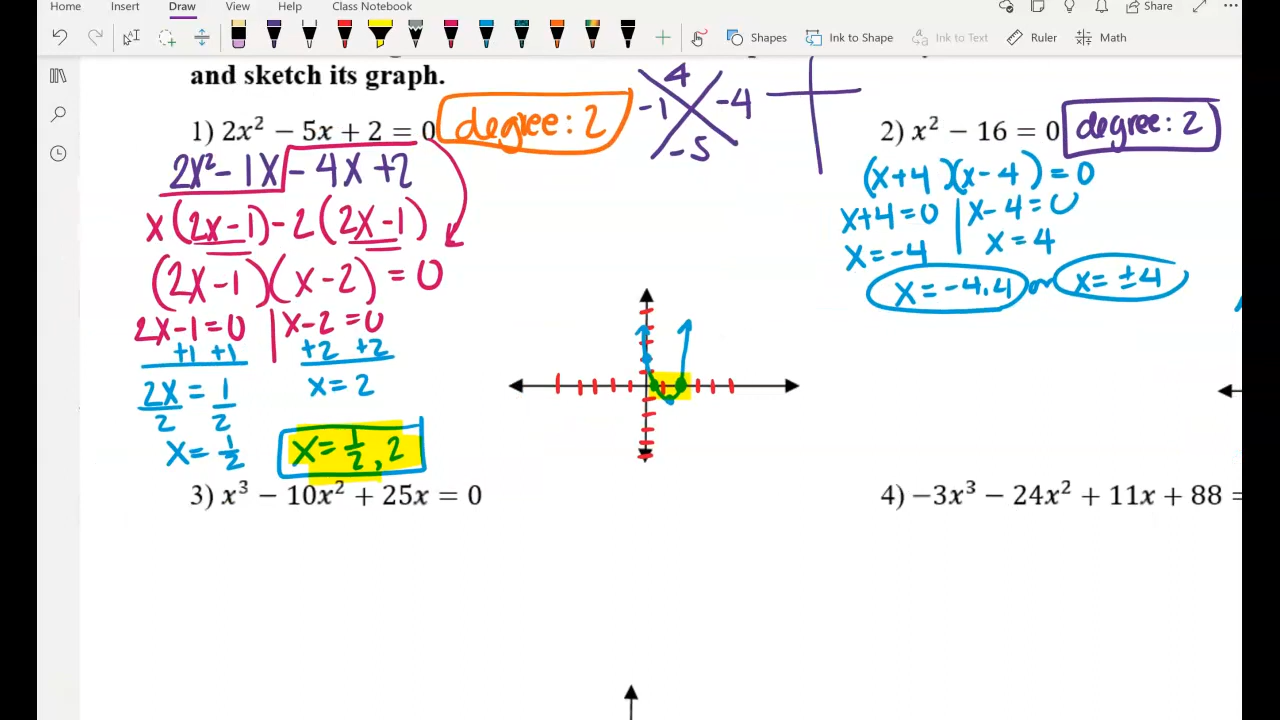 Home Insert Draw View Help Class Notebook Share
Shapes Ink to Shape Ink to Text Ruler Math
and sketch its graph.
1) 2x² − 5x + 2 = 0
degree: 2
2x² - 1x - 4x + 2
x(2x-1) - 2(2x-1)
(2x-1)(x-2) = 0
2x-1=0 | x-2=0
+1 +1 +2 +2
2x = 1 x = 2
2 2
x = 1/2
x = 1/2, 2
4
-1 -4
-5
2) x² − 16 = 0
degree: 2
(x+4)(x-4) = 0
x+4=0 | x-4=0
x=-4 x=4
x=-4,4 or x=±4
3) x³ − 10x² + 25x = 0
4) −3x³ − 24x² + 11x + 88 =